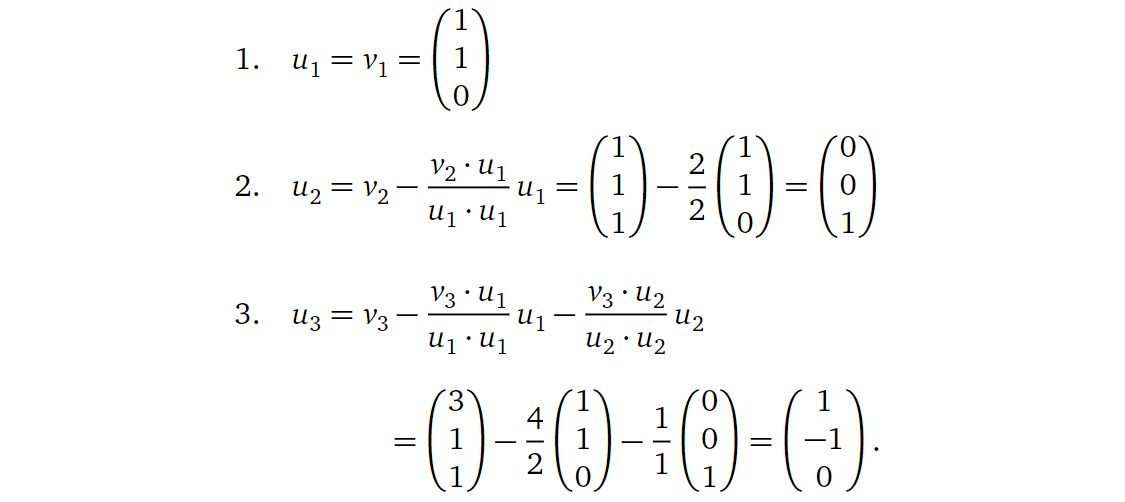 1. u₁ = v₁ = (1 1 0)
2. u₂ = v₂ − (v₂ · u₁)/(u₁ · u₁) u₁ = (1 1 1) − 2/2 (1 1 0) = (0 0 1)
3. u₃ = v₃ − (v₃ · u₁)/(u₁ · u₁) u₁ − (v₃ · u₂)/(u₂ · u₂) u₂
= (3 1 1) − 4/2 (1 1 0) − 1/1 (0 0 1) = (1 −1 0).